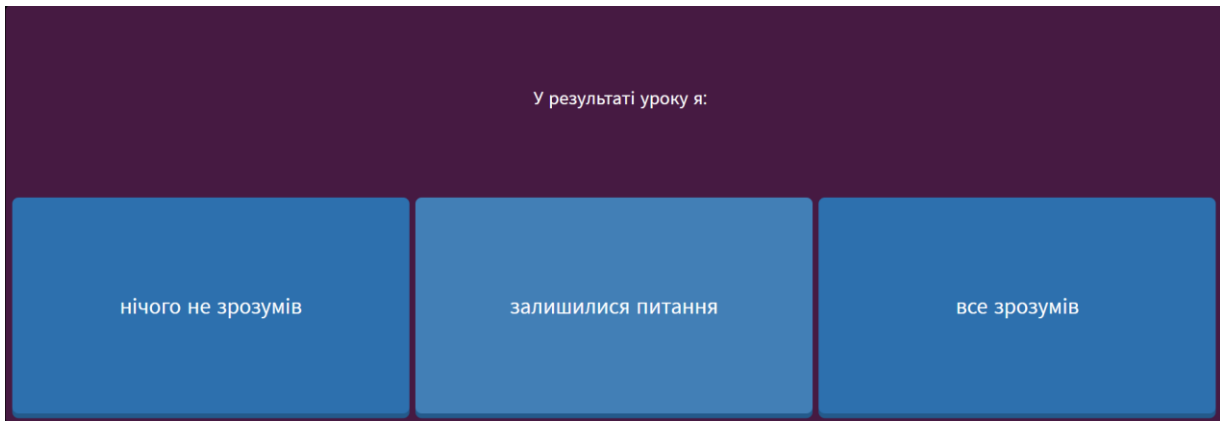 У результаті уроку я:
нічого не зрозумів
залишилися питання
все зрозумів